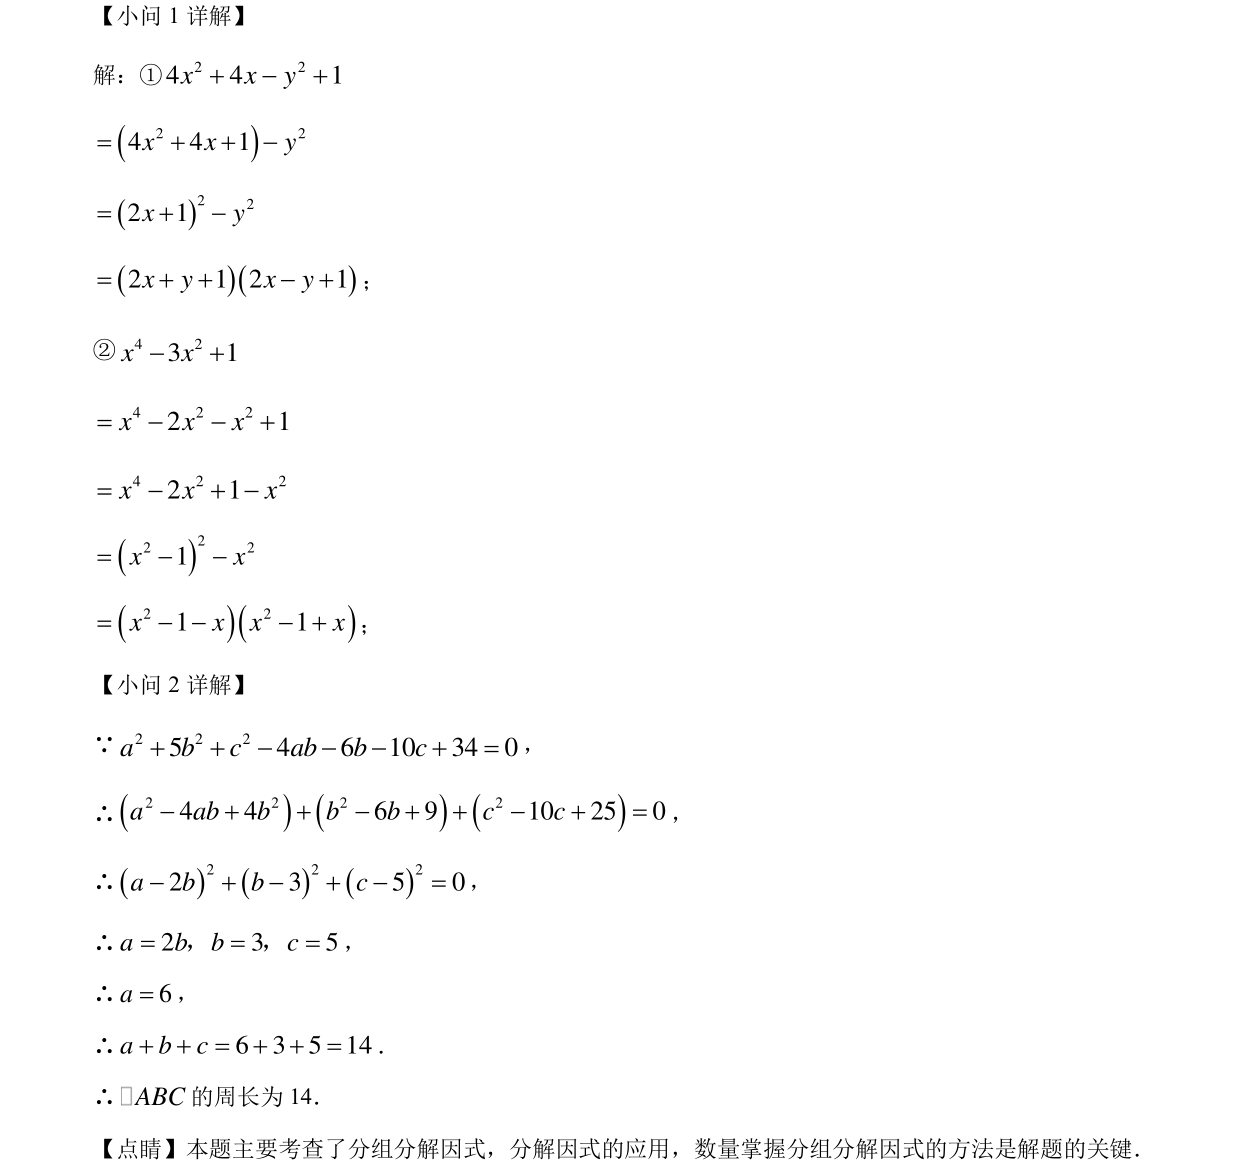 【小问 1 详解】
解：①4x² + 4x − y² + 1
= (4x² + 4x + 1) − y²
= (2x + 1)² − y²
= (2x + y + 1)(2x − y + 1)；
②x⁴ − 3x² + 1
= x⁴ − 2x² − x² + 1
= x⁴ − 2x² + 1 − x²
= (x² − 1)² − x²
= (x² − 1 − x)(x² − 1 + x)；
【小问 2 详解】
∵ a² + 5b² + c² − 4ab − 6b − 10c + 34 = 0，
∴ (a² − 4ab + 4b²) + (b² − 6b + 9) + (c² − 10c + 25) = 0，
∴ (a − 2b)² + (b − 3)² + (c − 5)² = 0，
∴ a = 2b，b = 3，c = 5，
∴ a = 6，
∴ a + b + c = 6 + 3 + 5 = 14．
∴ □ABC 的周长为 14．
【点睛】本题主要考查了分组分解因式，分解因式的应用，数量掌握分组分解因式的方法是解题的关键．